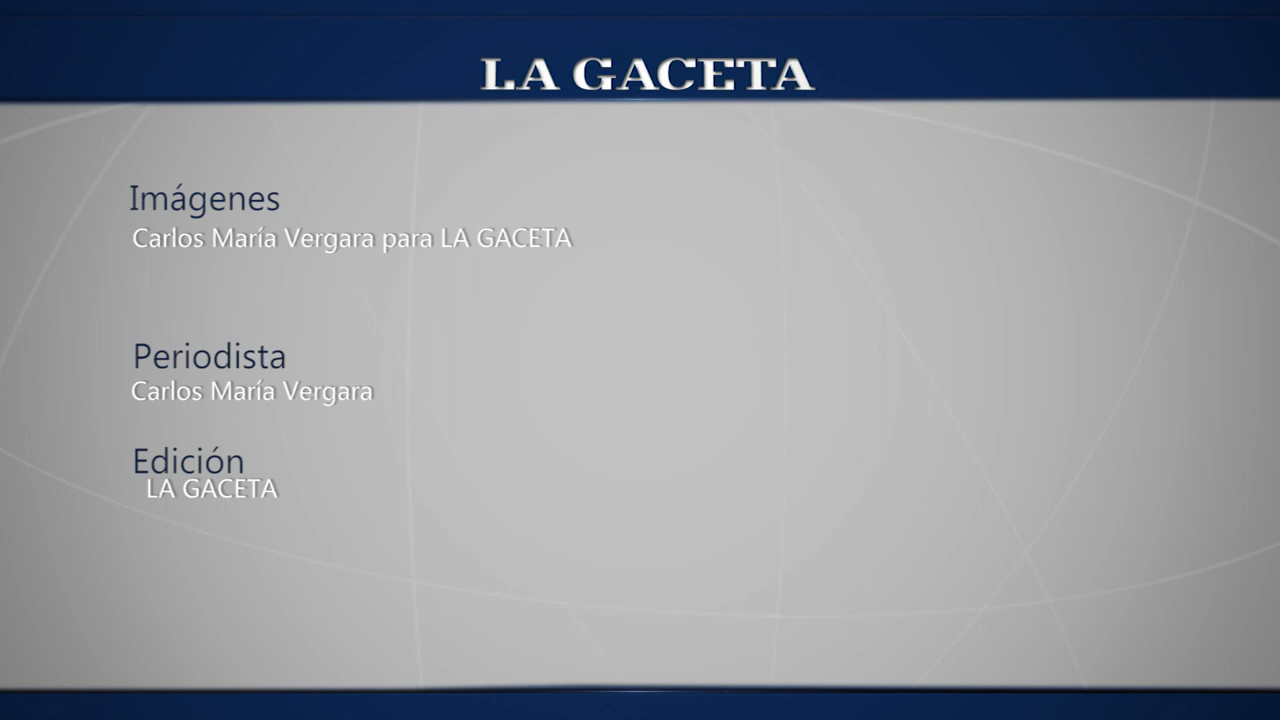 LA GACETA
Imágenes
Carlos María Vergara para LA GACETA
Periodista
Carlos María Vergara
Edición
LA GACETA